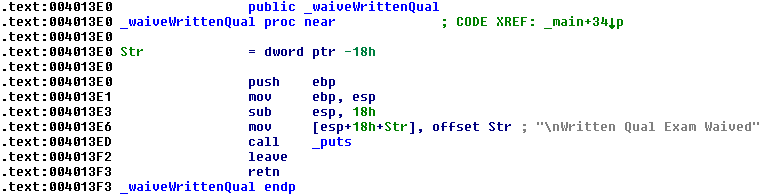 .text:004013E0                 public _waiveWrittenQual
.text:004013E0 _waiveWrittenQual proc near             ; CODE XREF: _main+34↓p
.text:004013E0
.text:004013E0 Str             = dword ptr -18h
.text:004013E0
.text:004013E0                 push    ebp
.text:004013E1                 mov     ebp, esp
.text:004013E3                 sub     esp, 18h
.text:004013E6                 mov     [esp+18h+Str], offset Str ; "\nWritten Qual Exam Waived"
.text:004013ED                 call    _puts
.text:004013F2                 leave
.text:004013F3                 retn
.text:004013F3 _waiveWrittenQual endp